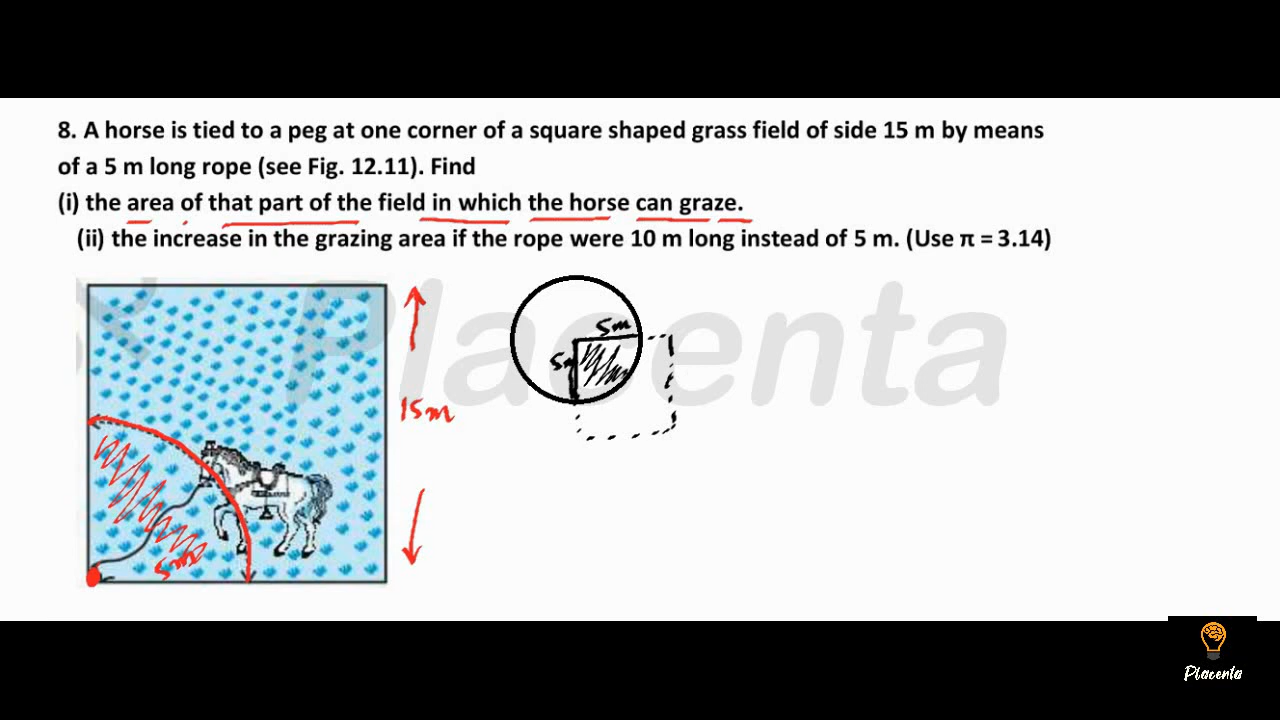 8. A horse is tied to a peg at one corner of a square shaped grass field of side 15 m by means
of a 5 m long rope (see Fig. 12.11). Find
(i) the area of that part of the field in which the horse can graze.
(ii) the increase in the grazing area if the rope were 10 m long instead of 5 m. (Use π = 3.14)
Placenta
5m
5m
15m
5m
Placenta